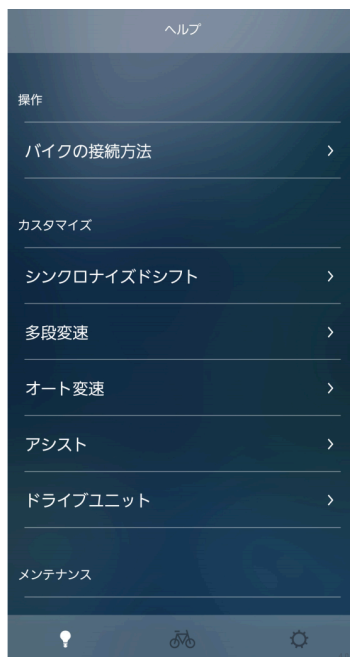 ヘルプ
操作
バイクの接続方法
カスタマイズ
シンクロナイズドシフト
多段変速
オート変速
アシスト
ドライブユニット
メンテナンス